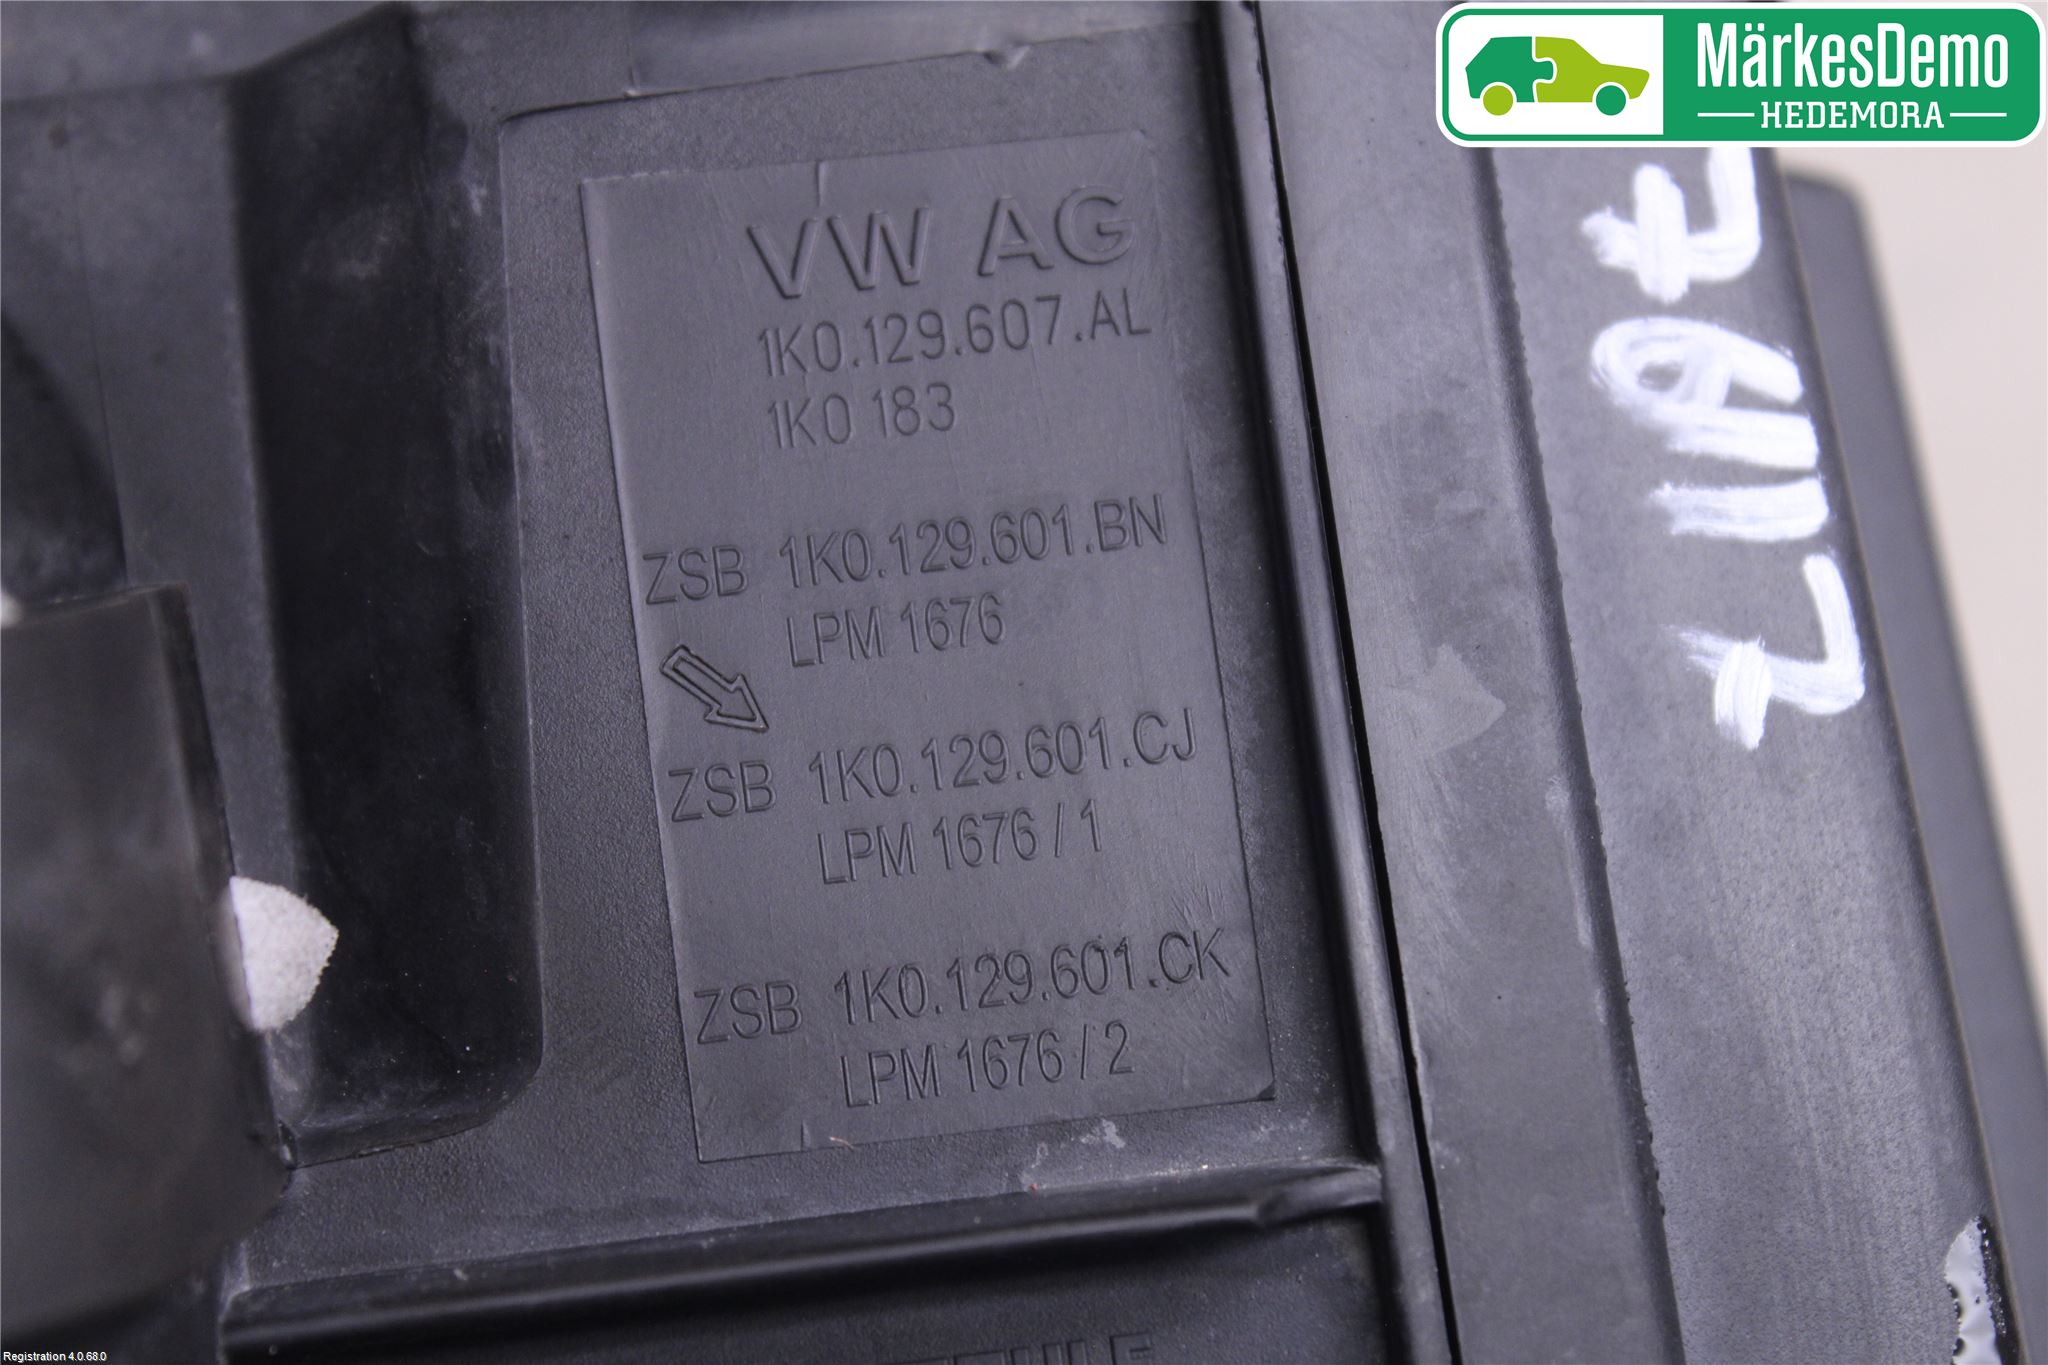 MärkesDemo
HEDEMORA
VW AG
1K0.129.607.AL
1K0 183
ZSB 1K0.129.601.BN
LPM 1676
ZSB 1K0.129.601.CJ
LPM 1676 / 1
ZSB 1K0.129.601.CK
LPM 1676 / 2
Registration 4.0.68.0